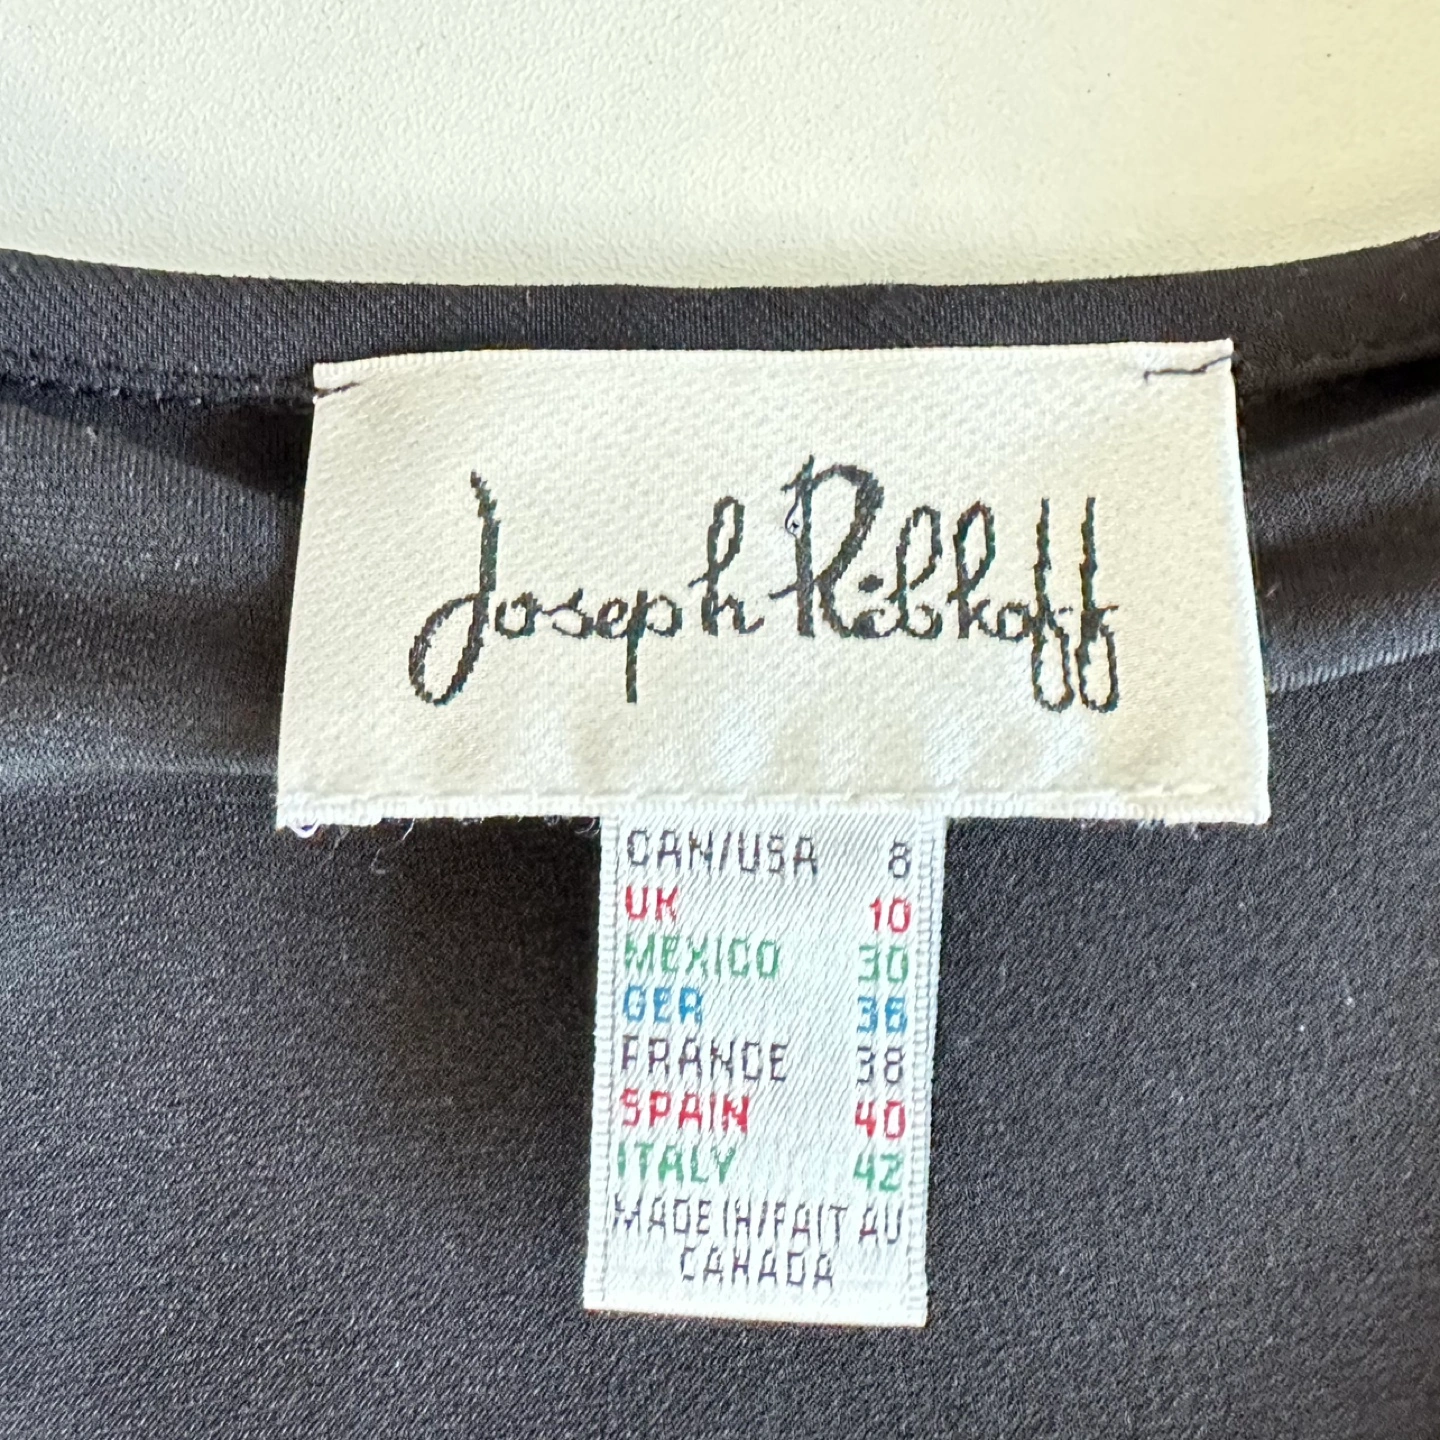 Joseph Ribkoff
CAN/USA 8
UK 10
MEXICO 30
GER 36
FRANCE 38
SPAIN 40
ITALY 42
MADE IN/FAIT AU
CANADA